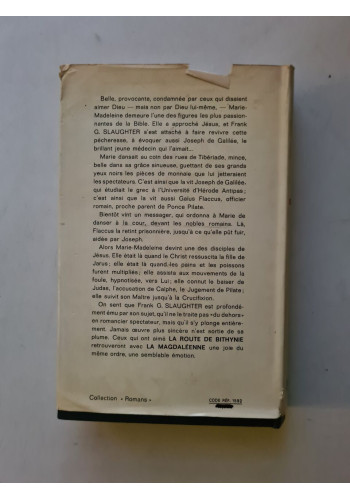 Belle, provocante, condamnée par ceux qui disaient
aimer Dieu — mais non par Dieu lui-même, — Marie-
Madeleine demeure l'une des figures les plus passion-
nantes de la Bible. Elle a approché Jésus, et Frank
G. SLAUGHTER s'est attaché à faire revivre cette
pécheresse, à évoquer aussi Joseph de Galilée, le
brillant jeune médecin qui l'aimait...
Marie dansait au coin des rues de Tibériade, mince,
belle dans sa grâce sinueuse, guettant de ses grands
yeux noirs les pièces de monnaie que lui jetteraient
les spectateurs. C'est ainsi que la vit Joseph de Galilée,
qui étudiait le grec à l'Université d'Hérode Antipas ;
c'est ainsi que la vit aussi Gaius Flaccus, officier
romain, proche parent de Ponce Pilate.
Bientôt vint un messager, qui ordonna à Marie de
danser à la cour, devant les nobles romains. Là,
Flaccus la retint prisonnière, jusqu'à ce qu'elle pût fuir,
aidée par Joseph.
Alors Marie-Madeleine devint une des disciples de
Jésus. Elle était là quand le Christ ressuscita la fille de
Jarus ; elle était là quand les pains et les poissons
furent multipliés ; elle assista aux mouvements de la
foule, hypnotisée, vers Lui ; elle connut le baiser de
Judas, l'accusation de Caïphe, le Jugement de Pilate ;
elle suivit son Maître jusqu'à la Crucifixion.
On sent que Frank G. SLAUGHTER est profondé-
ment ému par son sujet, qu'il ne le traite pas «du dehors»
en romancier spectateur, mais qu'il s'y plonge entière-
ment. Jamais œuvre plus sincère n'est sortie de sa
plume. Ceux qui ont aimé LA ROUTE DE BITHYNIE
retrouveront avec LA MAGDALÉENNE une joie du
même ordre, une semblable émotion.
Collection « Romans »